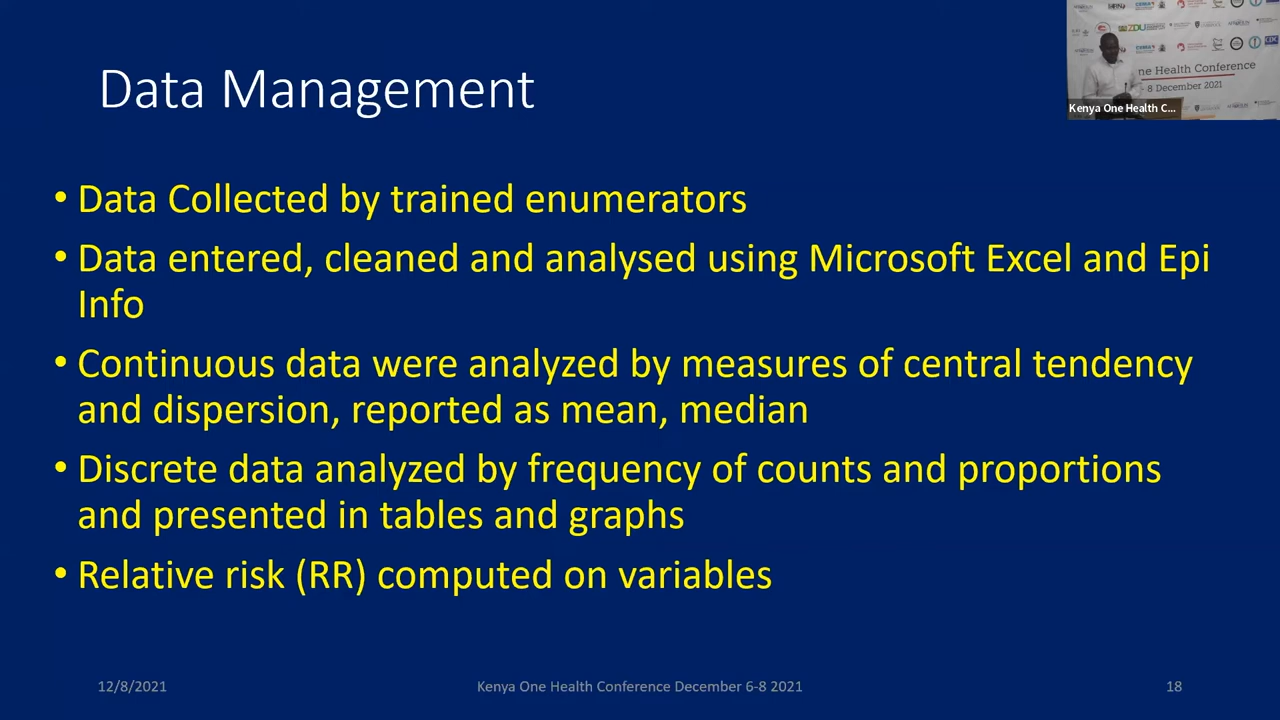 Data Management
• Data Collected by trained enumerators
• Data entered, cleaned and analysed using Microsoft Excel and Epi
Info
• Continuous data were analyzed by measures of central tendency
and dispersion, reported as mean, median
• Discrete data analyzed by frequency of counts and proportions
and presented in tables and graphs
• Relative risk (RR) computed on variables
12/8/2021
Kenya One Health Conference December 6-8 2021
18
ZDU
ne Health Conference
- 8 December 2021
Kenya One Health C...